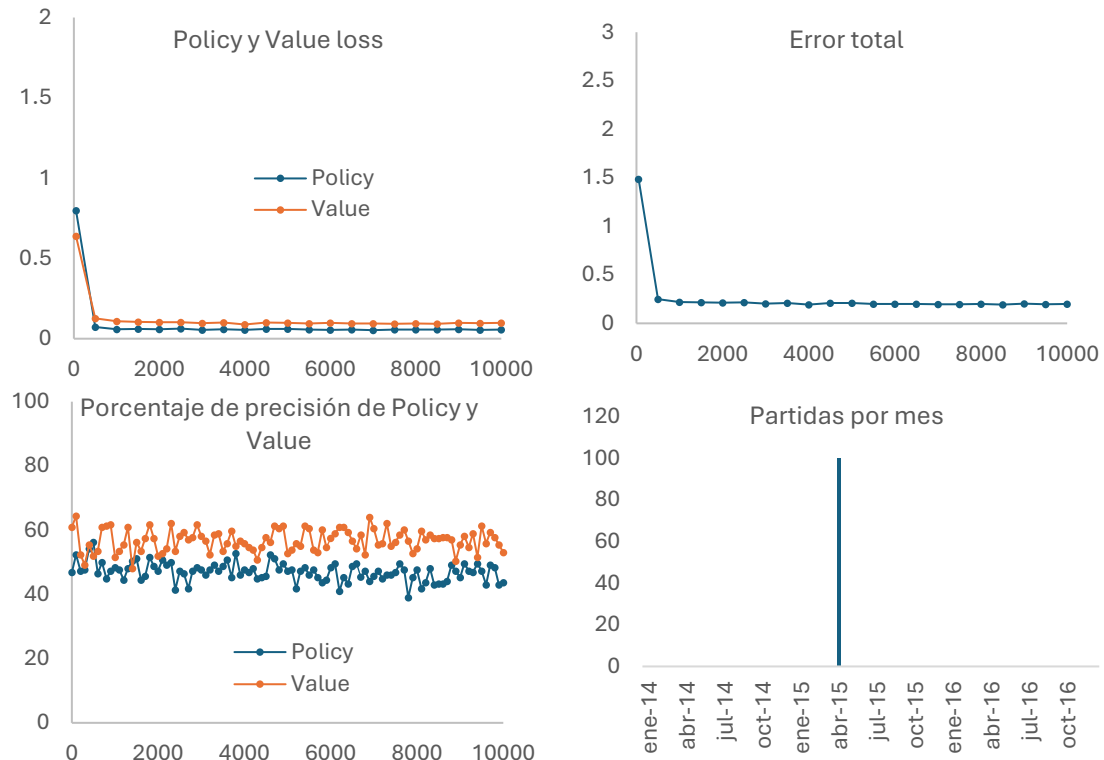 Policy y Value loss
2
1.5
1
0.5
0
Policy
Value
0 2000 4000 6000 8000 10000
Error total
3
2.5
2
1.5
1
0.5
0
0 2000 4000 6000 8000 10000
Porcentaje de precisión de Policy y
Value
100
80
60
40
20
0
Policy
Value
0 2000 4000 6000 8000 10000
Partidas por mes
120
100
80
60
40
20
0
ene-14 abr-14 jul-14 oct-14 ene-15 abr-15 jul-15 oct-15 ene-16 abr-16 jul-16 oct-16